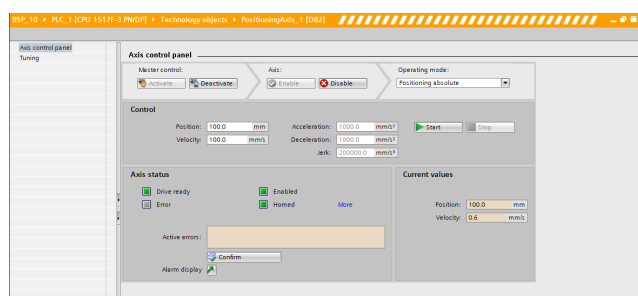 BSP_10 ▸ PLC_1 [CPU 1517F-3 PN/DP] ▸ Technology objects ▸ PositioningAxis_1 [DB2]
Axis control panel
Tuning
Axis control panel
Master control: Axis: Operating mode:
Activate Deactivate Enable Disable Positioning absolute
Control
Position: 100.0 mm Acceleration: 1000.0 mm/s² Start Stop
Velocity: 100.0 mm/s Deceleration: 1000.0 mm/s²
Jerk: 200000.0 mm/s³
Axis status Current values
Drive ready Enabled
Error Homed More
Position: 100.0 mm
Velocity: 0.6 mm/s
Active errors:
Confirm
Alarm display